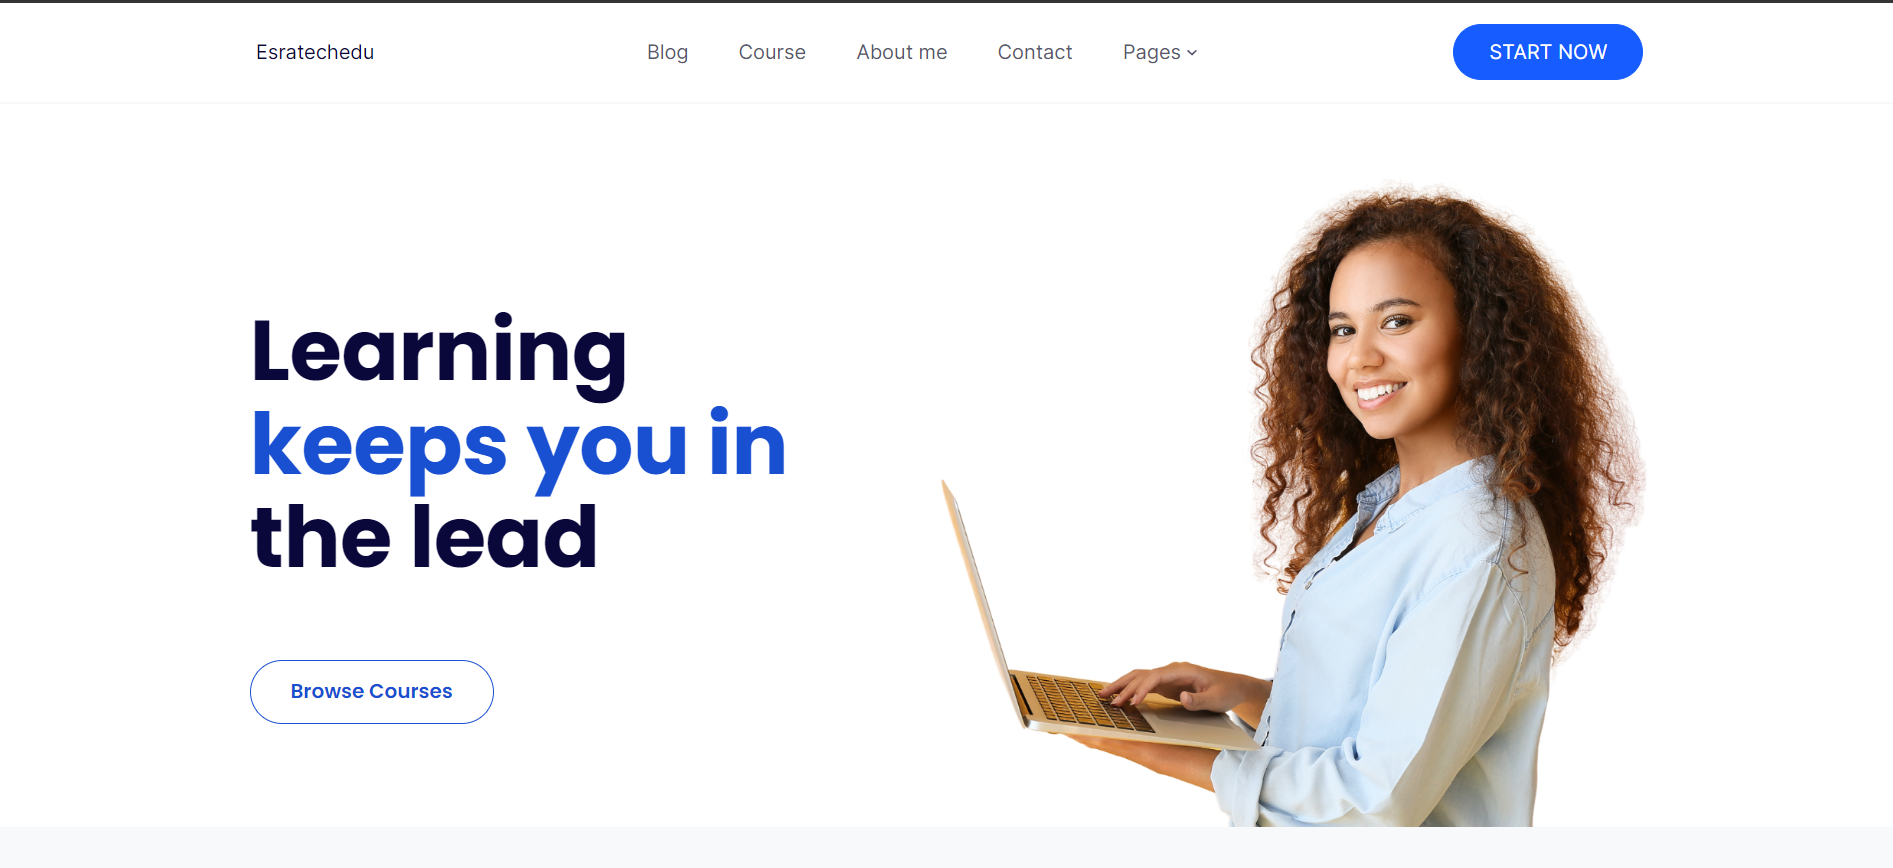 Esratechedu
Blog
Course
About me
Contact
Pages
START NOW
Learning
keeps you in
the lead
Browse Courses